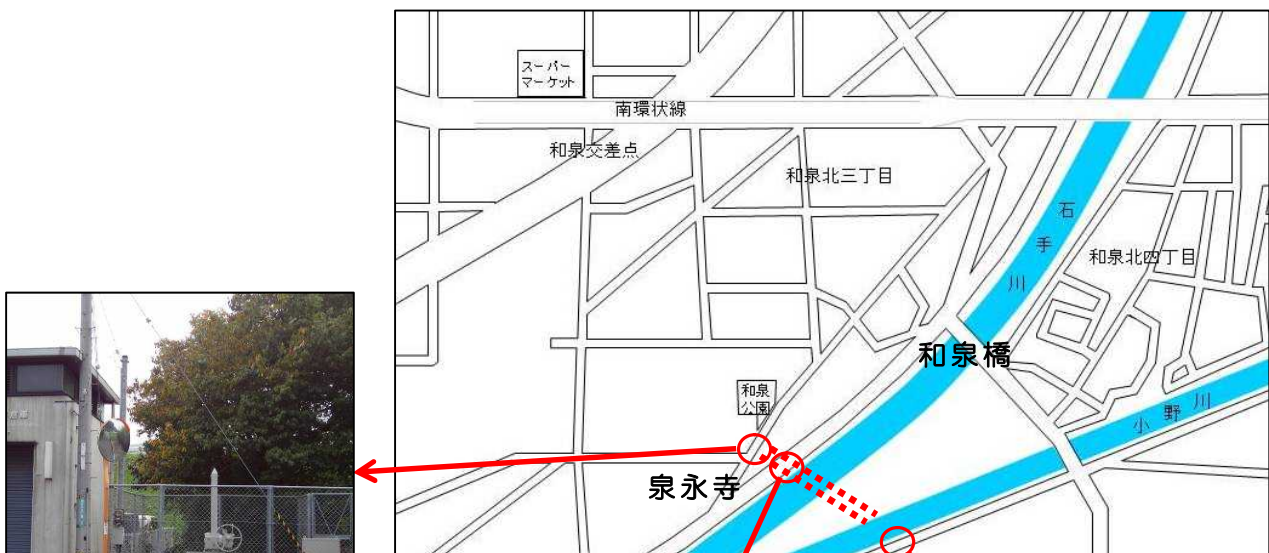 スーパー
マーケット
南環状線
和泉交差点
和泉北三丁目
石手川
和泉北四丁目
和泉橋
和泉
公園
小野川
泉永寺